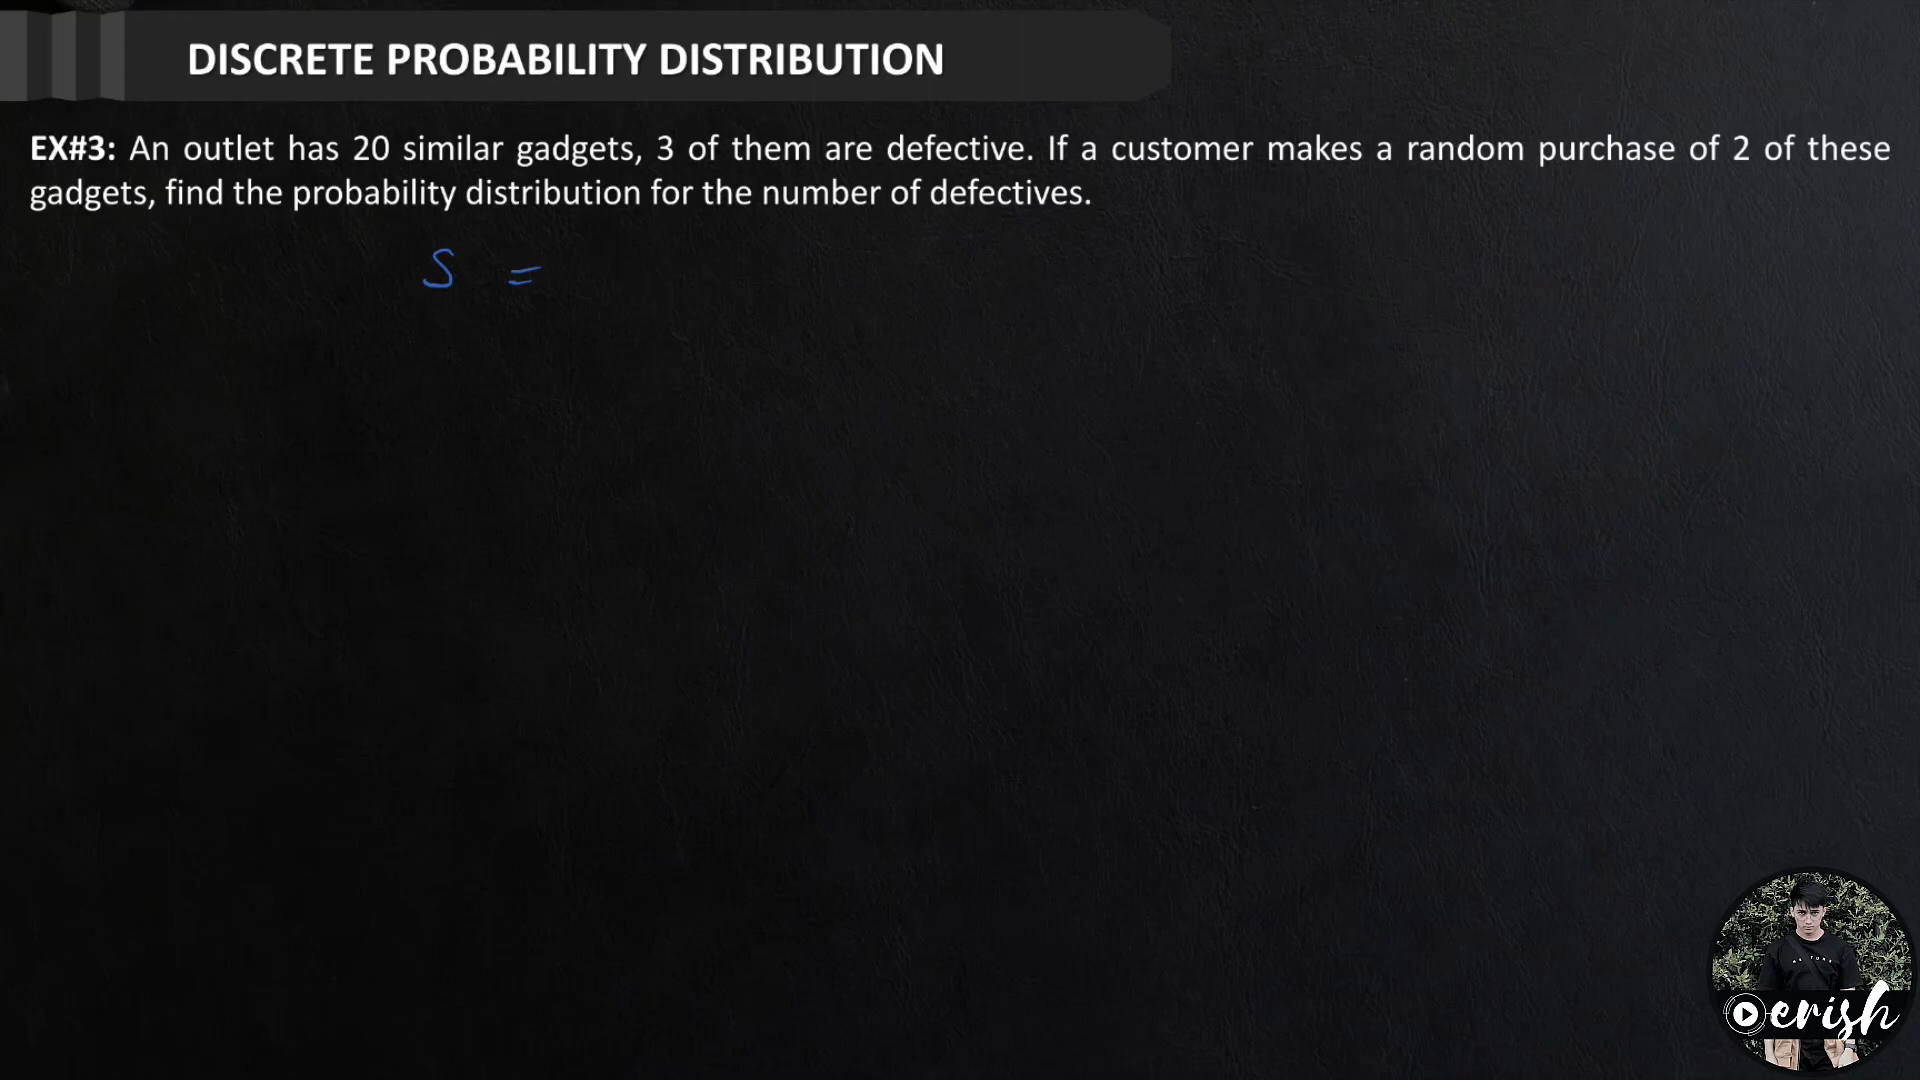 DISCRETE PROBABILITY DISTRIBUTION
EX#3: An outlet has 20 similar gadgets, 3 of them are defective. If a customer makes a random purchase of 2 of these
gadgets, find the probability distribution for the number of defectives.
S =
erish